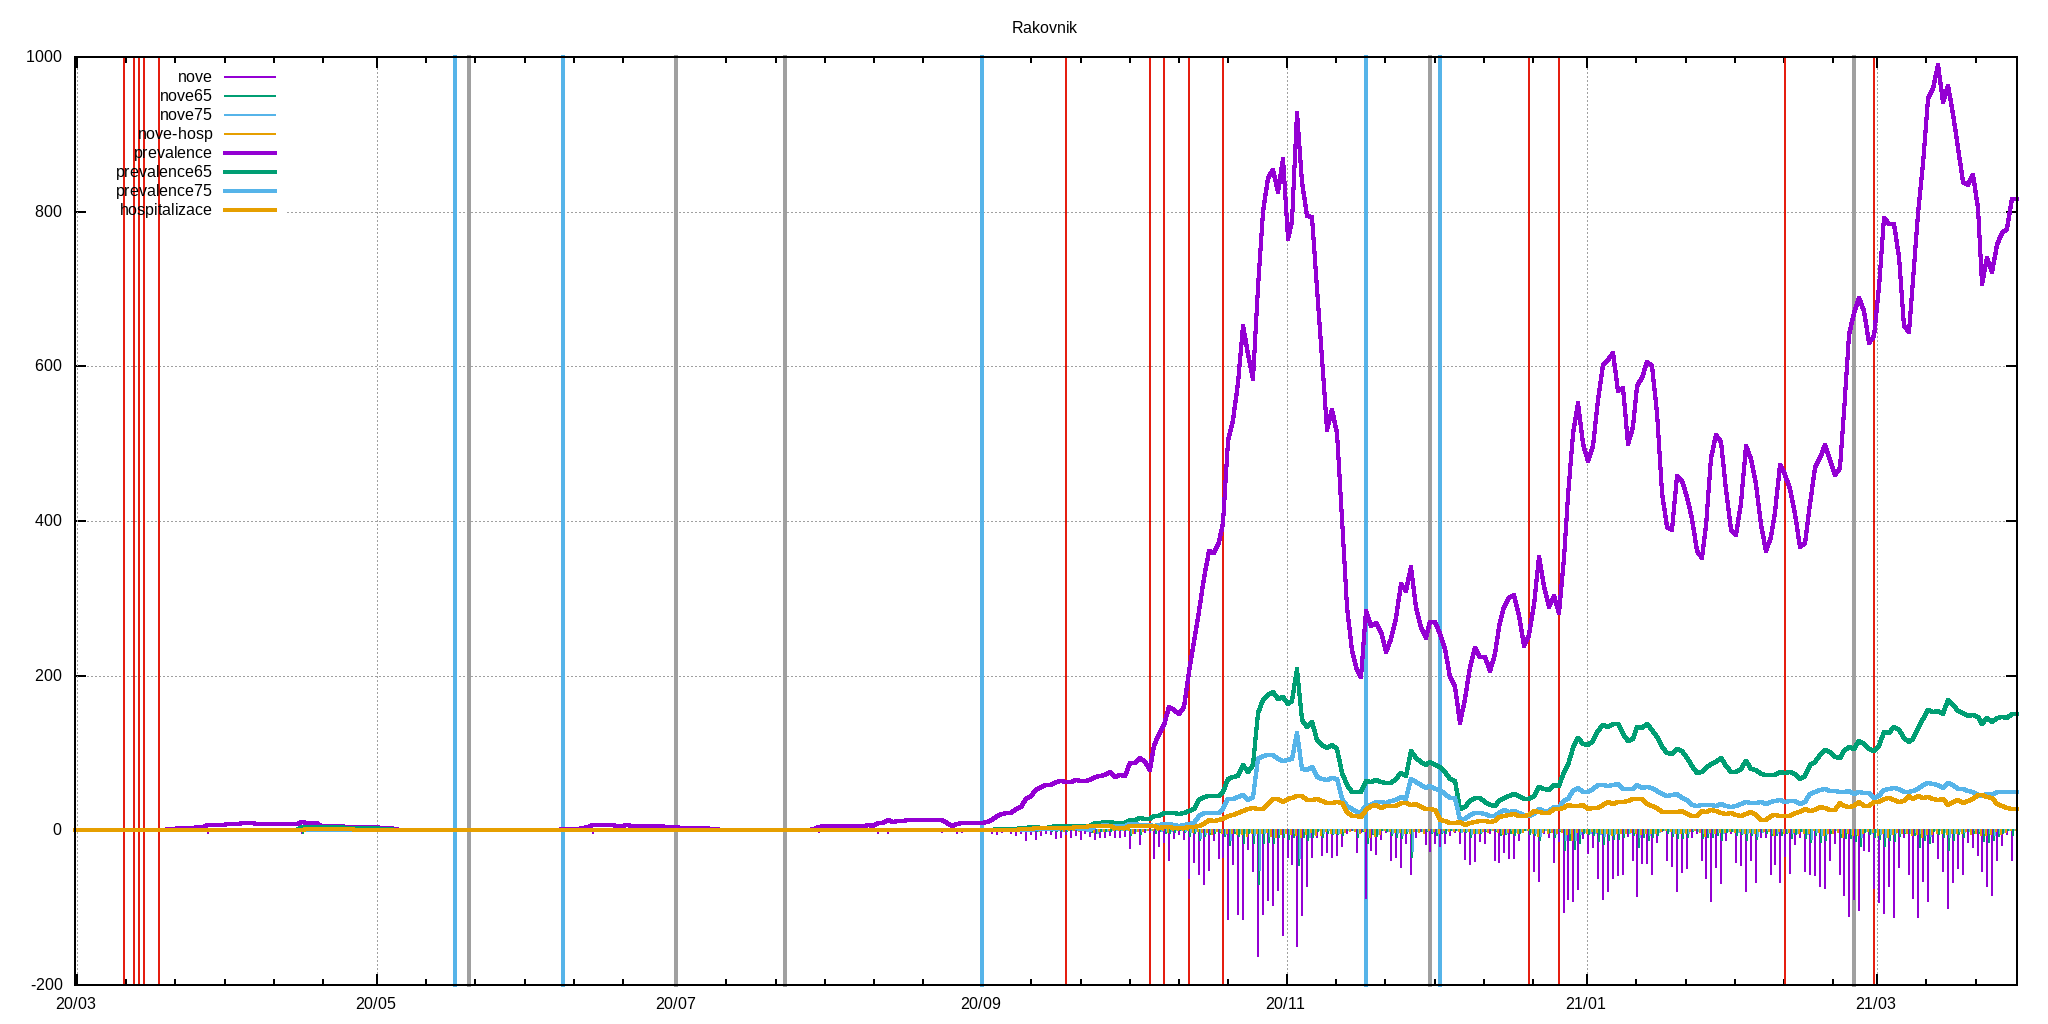 Rakovnik
1000
800
600
400
200
0
-200
nove
nove65
nove75
nove-hosp
prevalence
prevalence65
prevalence75
hospitalizace
20/03 20/05 20/07 20/09 20/11 21/01 21/03